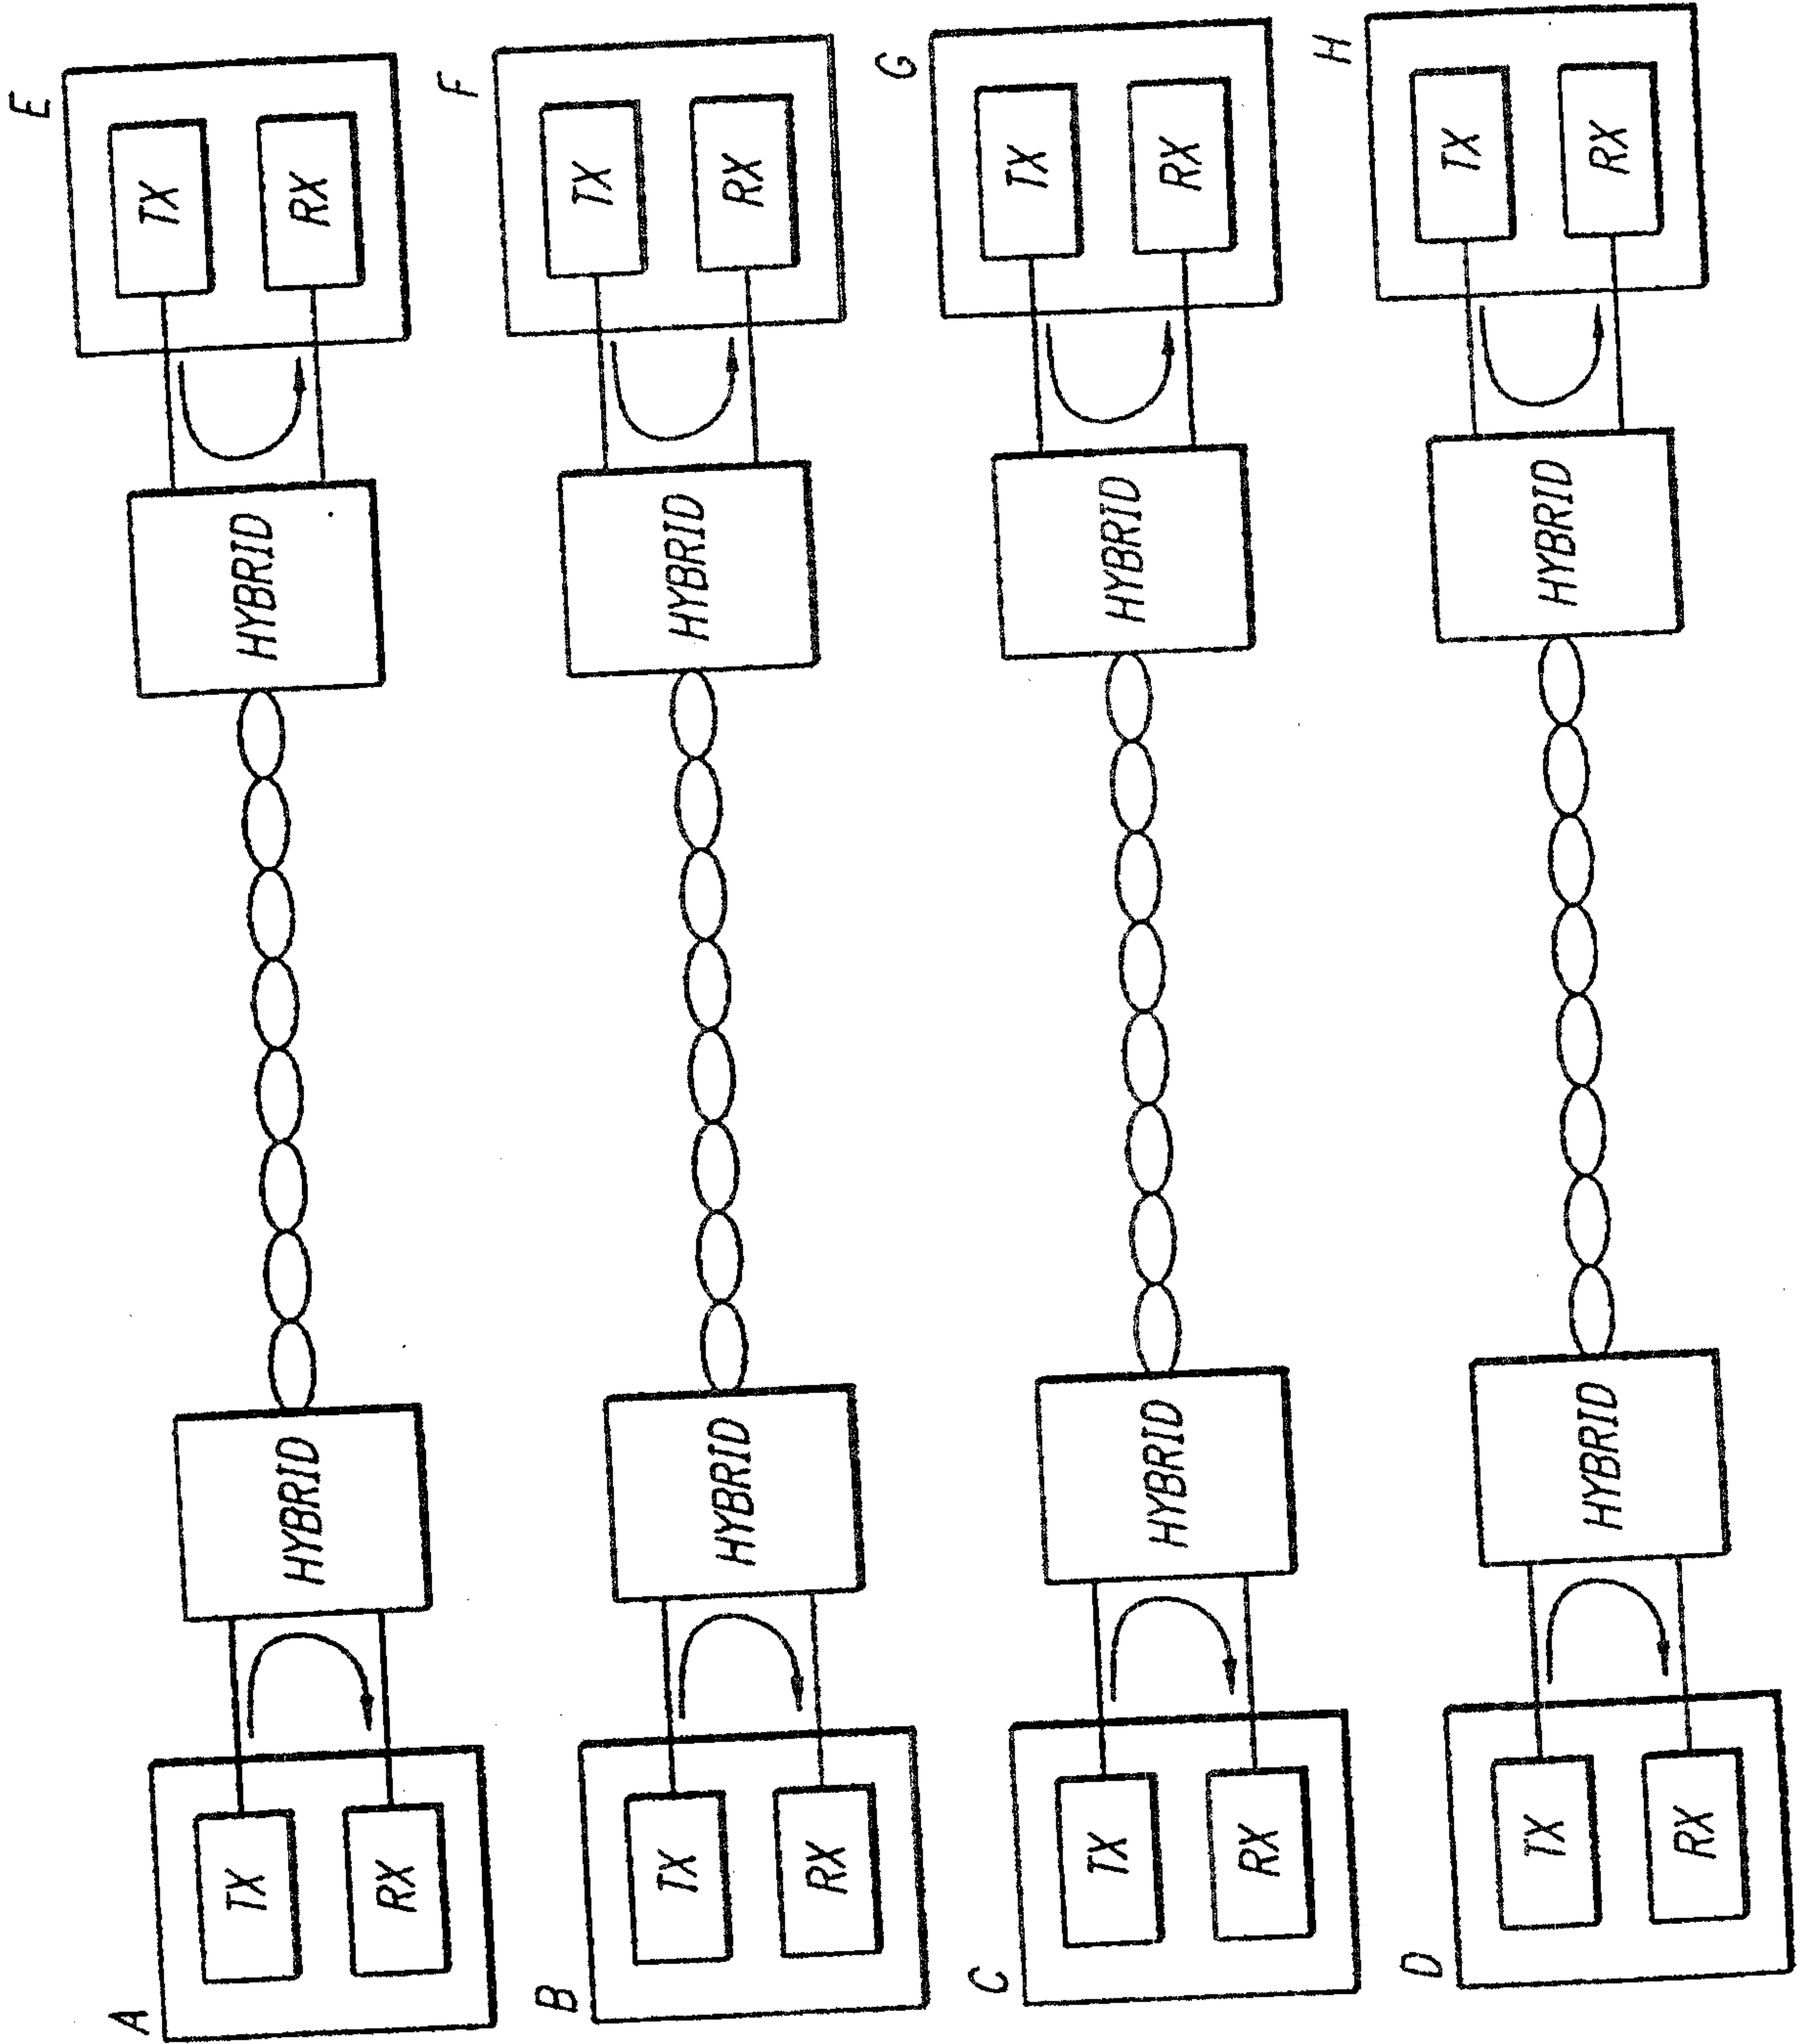 A
TX
RX
HYBRID
HYBRID
E
TX
RX
B
TX
RX
HYBRID
HYBRID
F
TX
RX
C
TX
RX
HYBRID
HYBRID
G
TX
RX
D
TX
RX
HYBRID
HYBRID
H
TX
RX